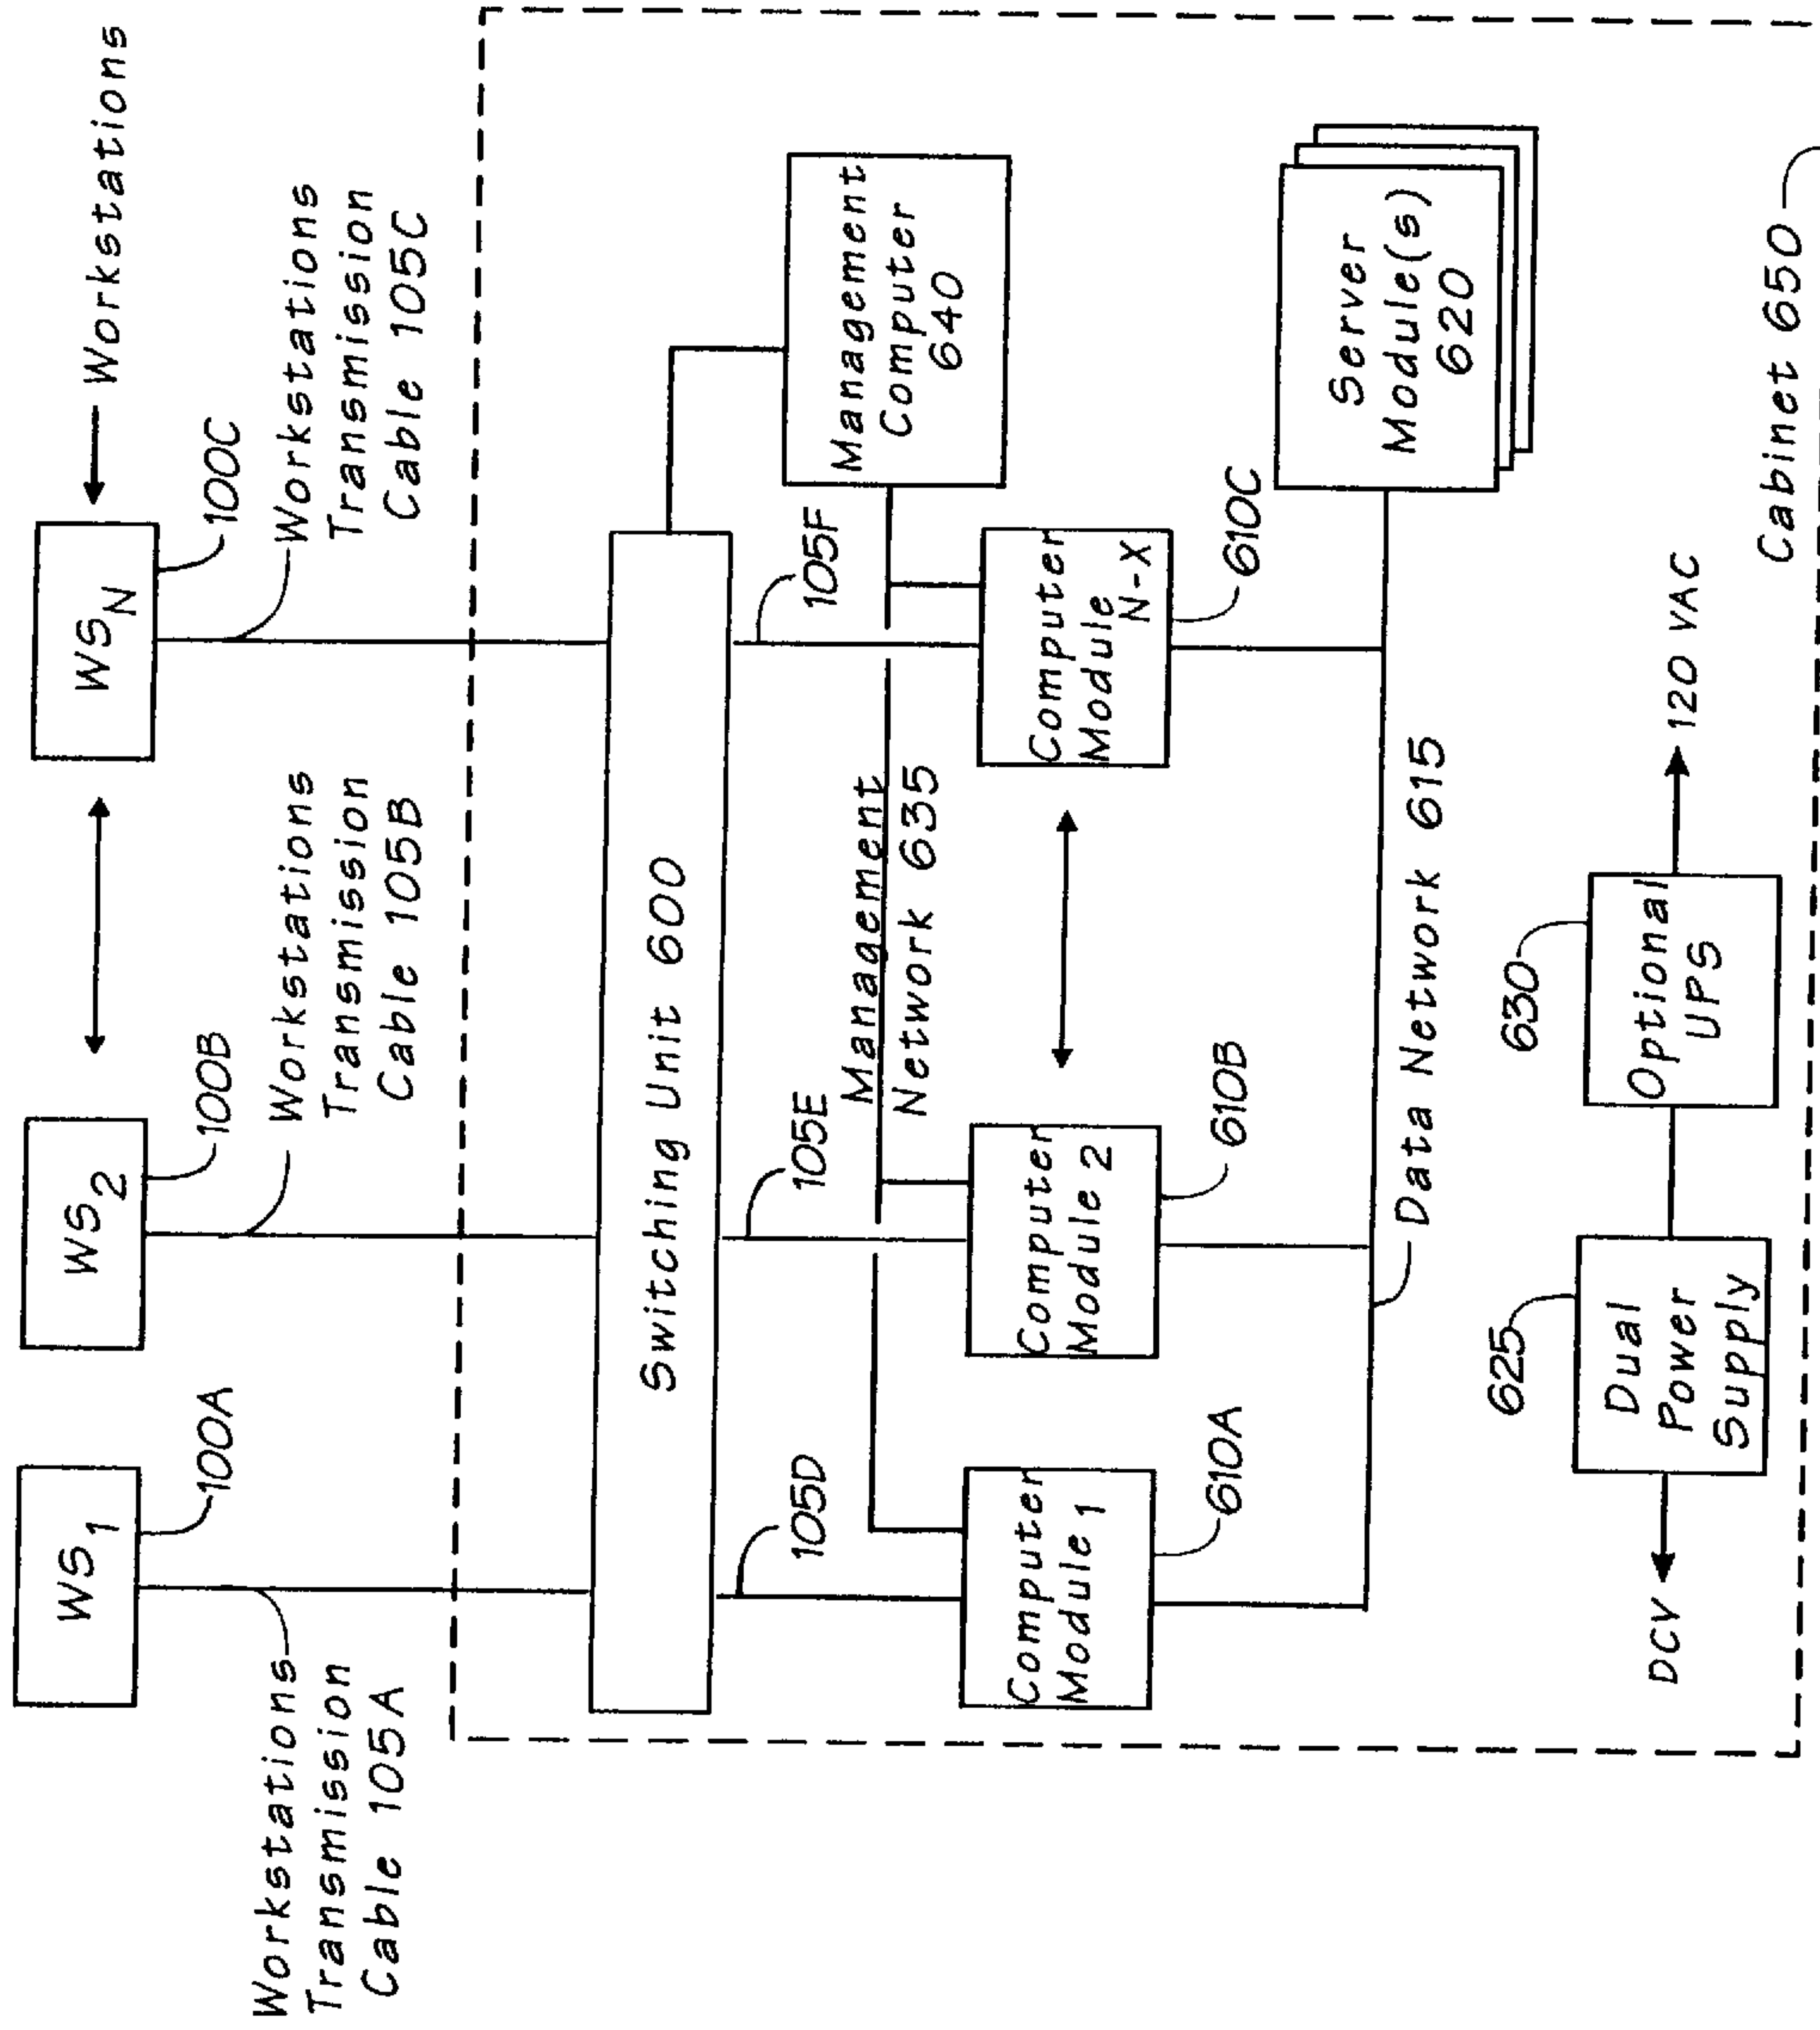 WS1
100A
Workstations
Transmission
Cable 105A
WS2
100B
Workstations
Transmission
Cable 105B
WSN
100C
Workstations
Transmission
Cable 105C
Workstations
Switching Unit 600
105D
105E
105F
Management
Network 635
Management
Computer
640
Computer
Module 1
610A
Computer
Module 2
610B
Computer
Module
N-X
610C
Data Network 615
Server
Module(s)
620
DCV
625
Dual
Power
Supply
630
Optional
UPS
120 VAC
Cabinet 650